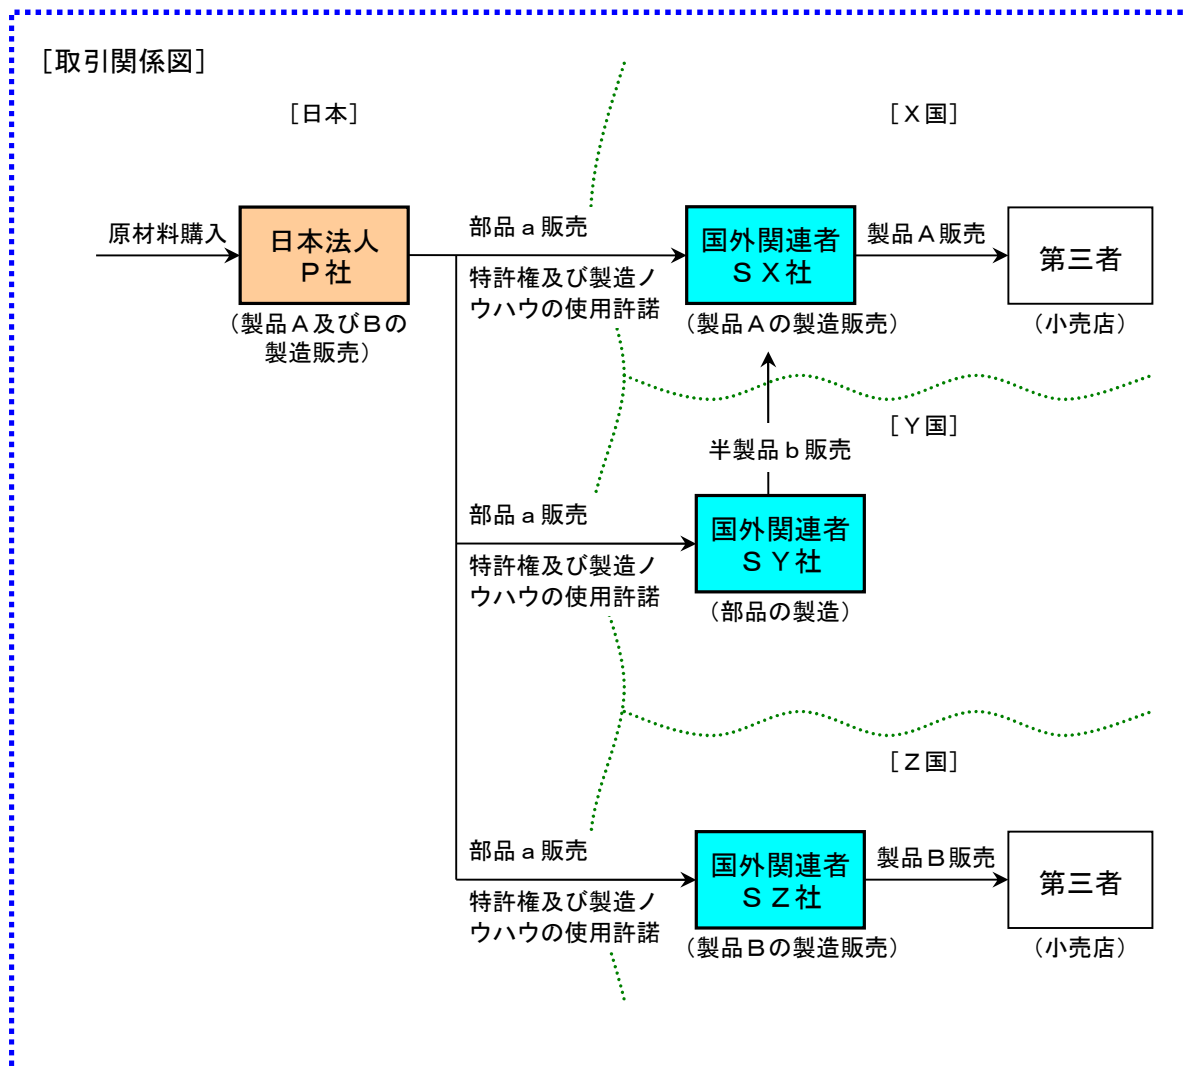 ［取引関係図］
［日本］
［Ｘ国］
原材料購入
日本法人
Ｐ社
（製品Ａ及びＢの
製造販売）
部品ａ販売
特許権及び製造ノ
ウハウの使用許諾
国外関連者
ＳＸ社
（製品Ａの製造販売）
製品Ａ販売
第三者
（小売店）
［Ｙ国］
半製品ｂ販売
部品ａ販売
特許権及び製造ノ
ウハウの使用許諾
国外関連者
ＳＹ社
（部品の製造）
［Ｚ国］
部品ａ販売
特許権及び製造ノ
ウハウの使用許諾
国外関連者
ＳＺ社
（製品Ｂの製造販売）
製品Ｂ販売
第三者
（小売店）